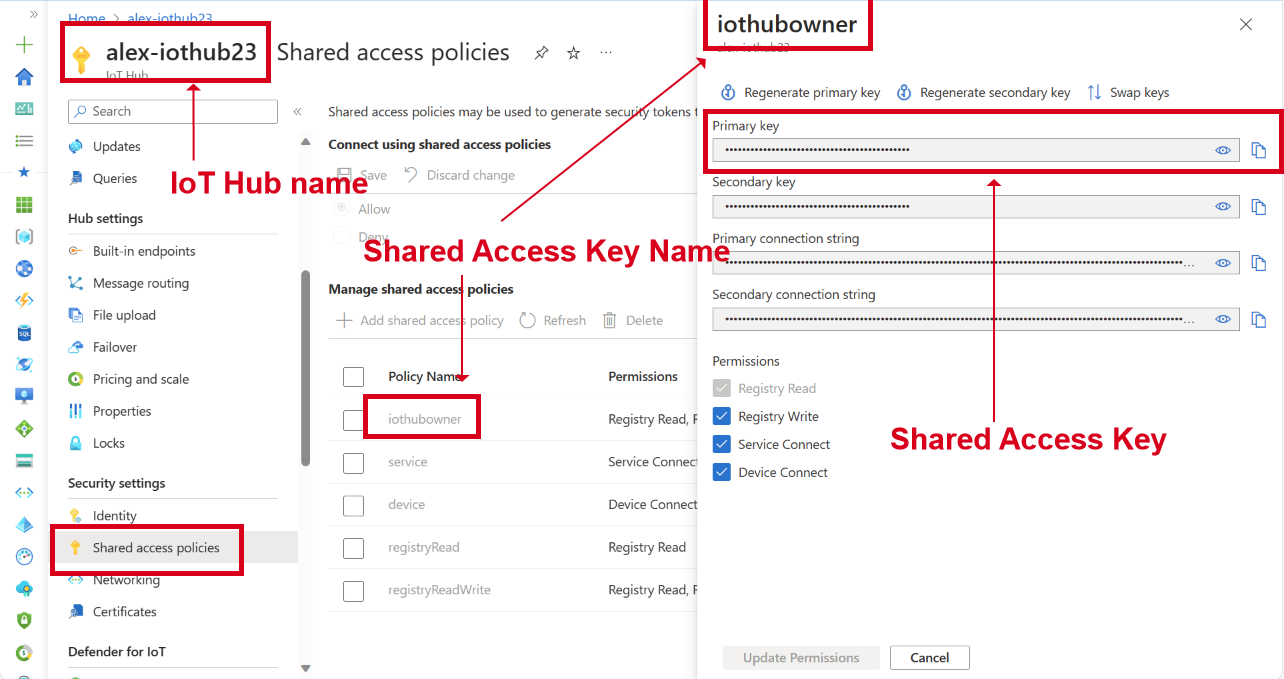 Home > alex-iothub23
alex-iothub23 Shared access policies
IoT Hub
Search
Updates
Queries
Hub settings
Built-in endpoints
Message routing
File upload
Failover
Pricing and scale
Properties
Locks
Security settings
Identity
Shared access policies
Networking
Certificates
Defender for IoT
IoT Hub name
Shared access policies may be used to generate security tokens
Connect using shared access policies
Save Discard change
Allow
Deny
Shared Access Key Name
Manage shared access policies
Add shared access policy Refresh Delete
Policy Name Permissions
iothubowner Registry Read,
service Service Connect
device Device Connect
registryRead Registry Read
registryReadWrite Registry Read,
SQL
iothubowner
alex-iothub23
Regenerate primary key Regenerate secondary key Swap keys
Primary key
Secondary key
Primary connection string
Secondary connection string
Permissions
Registry Read
Registry Write
Service Connect
Device Connect
Shared Access Key
Update Permissions Cancel